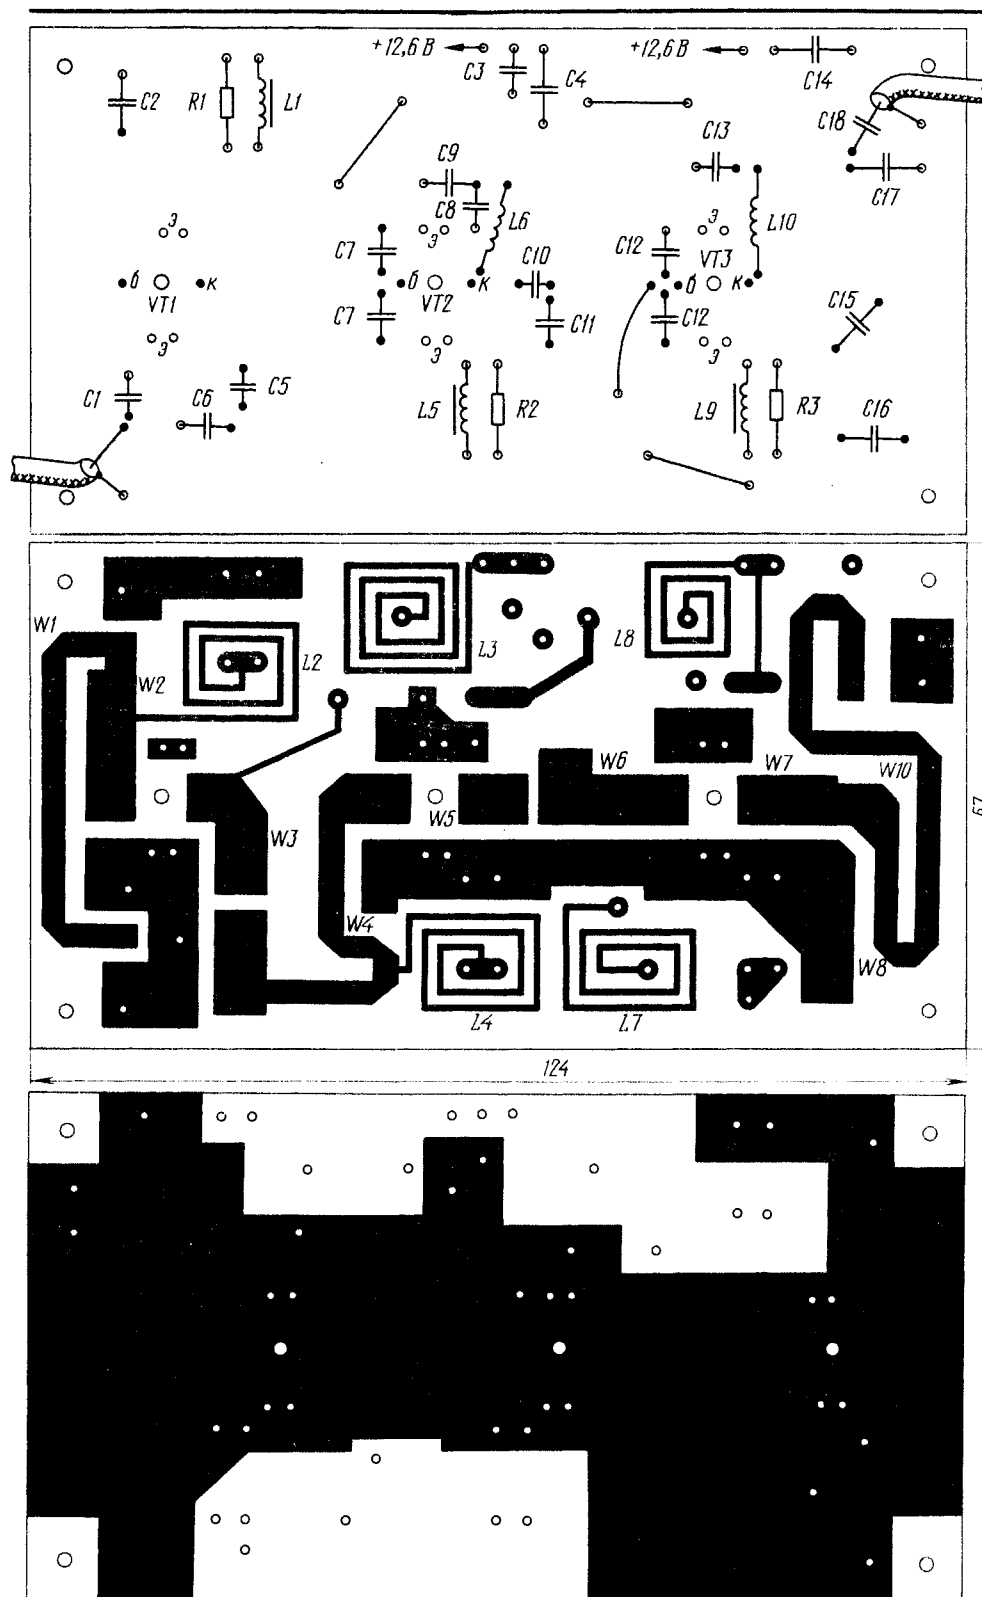 +12,6 В
C3
C4
+12,6 В
C14
C2
R1
L1
C18
C13
C9
C17
C8
L6
L10
э
э
э
C7
C10
C12
VT3
б
к
б
к
б
к
VT1
VT2
C7
C11
C12
C15
э
э
э
C1
C6
C5
L5
R2
L9
R3
C16
W1
W2
L2
L3
L8
W6
W7
W10
W5
W3
W4
W8
L4
L7
67
124